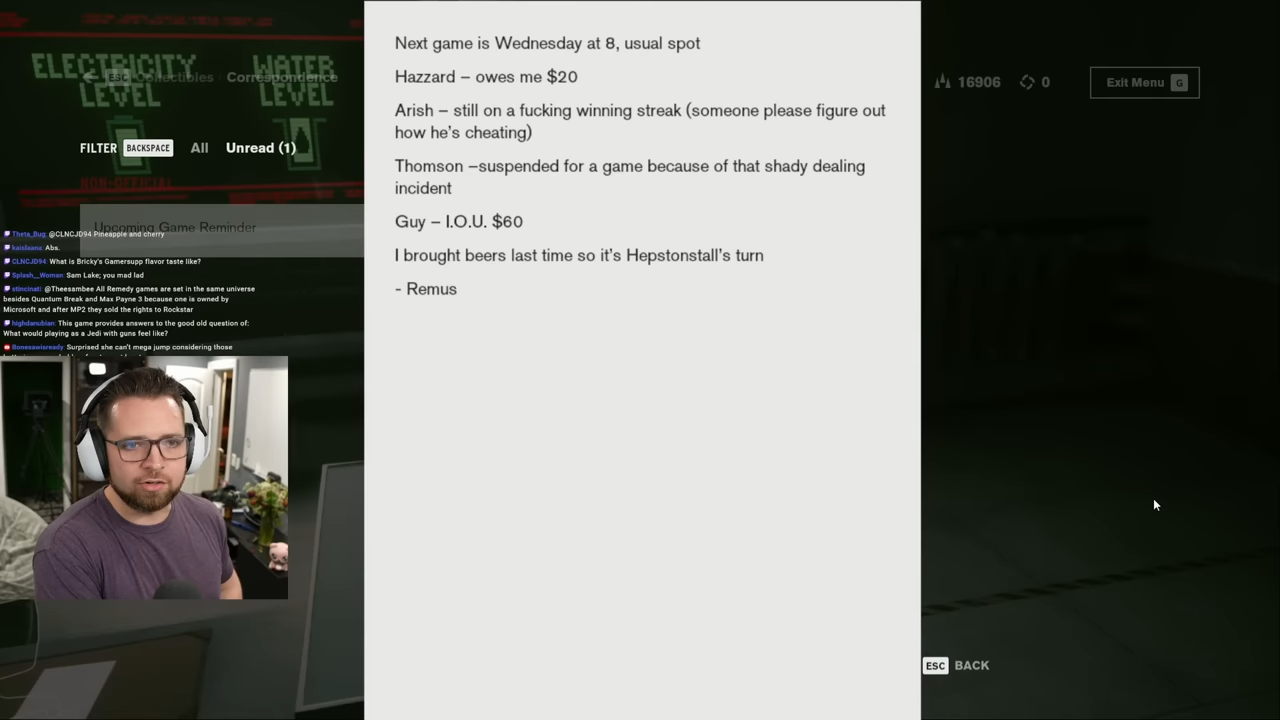 ELECTRICITY LEVEL
WATER LEVEL
ESC Collectibles Correspondence
FILTER BACKSPACE All Unread (1)
NON-OFFICIAL
Upcoming Game Reminder
Theta_Bug: @CLNCJD94 Pineapple and cherry
Abs.
CLNCJD94: What is Bricky's Gamersupp flavor taste like?
Splash__Woman: Sam Lake; you mad lad
@Theesambee All Remedy games are set in the same universe
besides Quantum Break and Max Payne 3 because one is owned by
Microsoft and after MP2 they sold the rights to Rockstar
highdanubian: This game provides answers to the good old question of:
What would playing as a Jedi with guns feel like?
Bonesawisready: Surprised she can't mega jump considering those
Next game is Wednesday at 8, usual spot
Hazzard – owes me $20
Arish – still on a fucking winning streak (someone please figure out
how he's cheating)
Thomson –suspended for a game because of that shady dealing
incident
Guy – I.O.U. $60
I brought beers last time so it's Hepstonstall's turn
- Remus
16906 0
Exit Menu G
ESC BACK